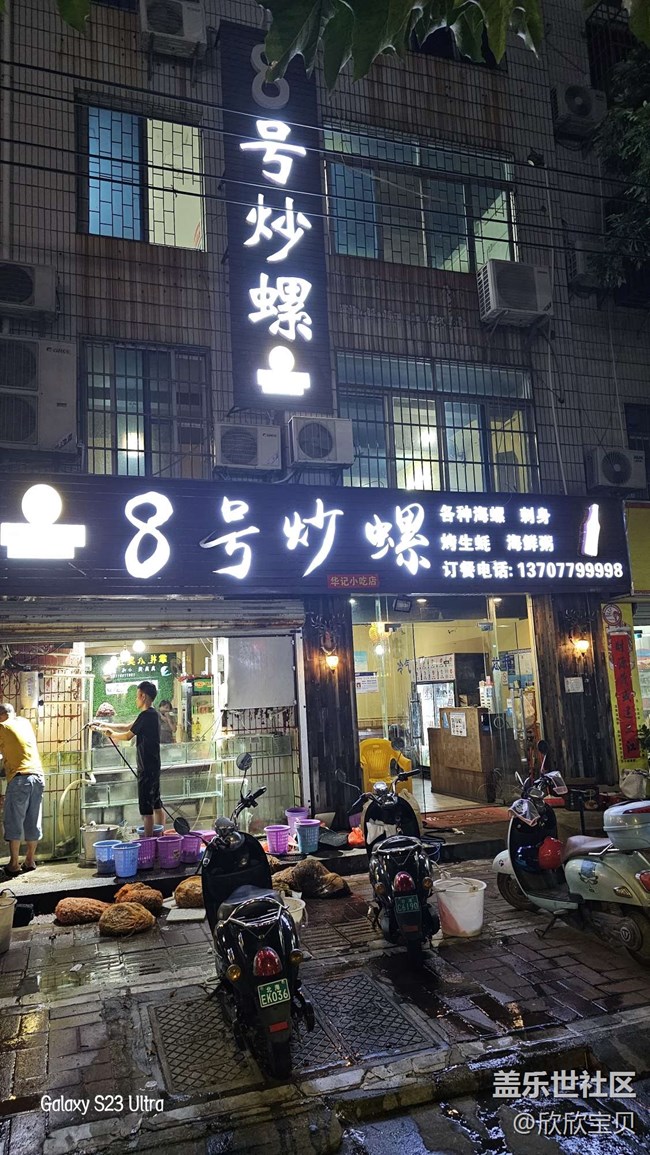 8号炒螺
8号炒螺
各种海螺 刺身
烤生蚝 海鲜粥
订餐电话:13707799998
华记小吃店
北海
EK036
Galaxy S23 Ultra
盖乐世社区
@欣欣宝贝